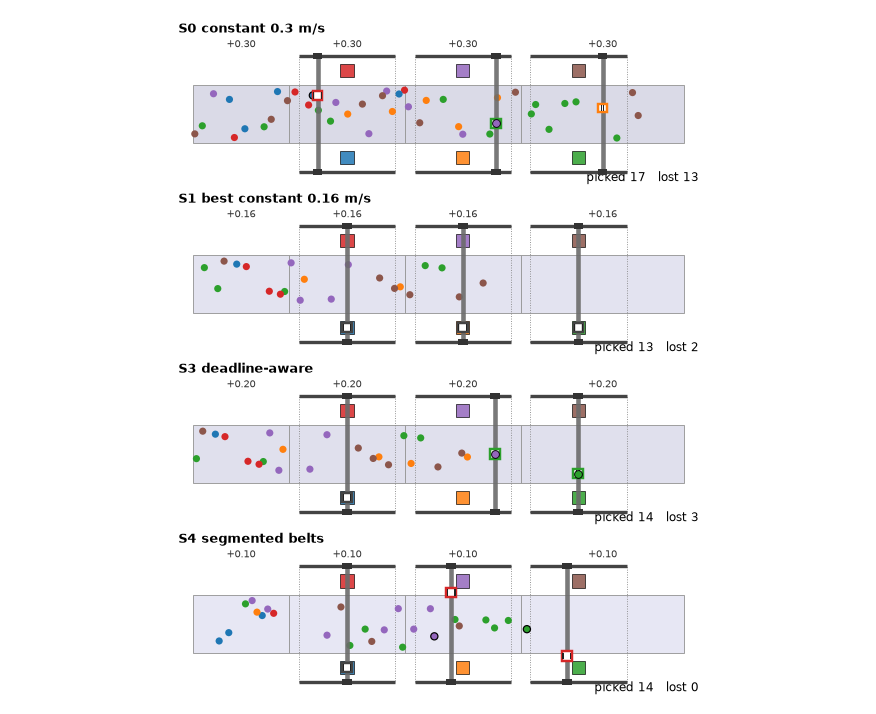 S0 constant 0.3 m/s
+0.30 +0.30 +0.30 +0.30
picked 17 lost 13
S1 best constant 0.16 m/s
+0.16 +0.16 +0.16 +0.16
picked 13 lost 2
S3 deadline-aware
+0.20 +0.20 +0.20 +0.20
picked 14 lost 3
S4 segmented belts
+0.10 +0.10 +0.10 +0.10
picked 14 lost 0